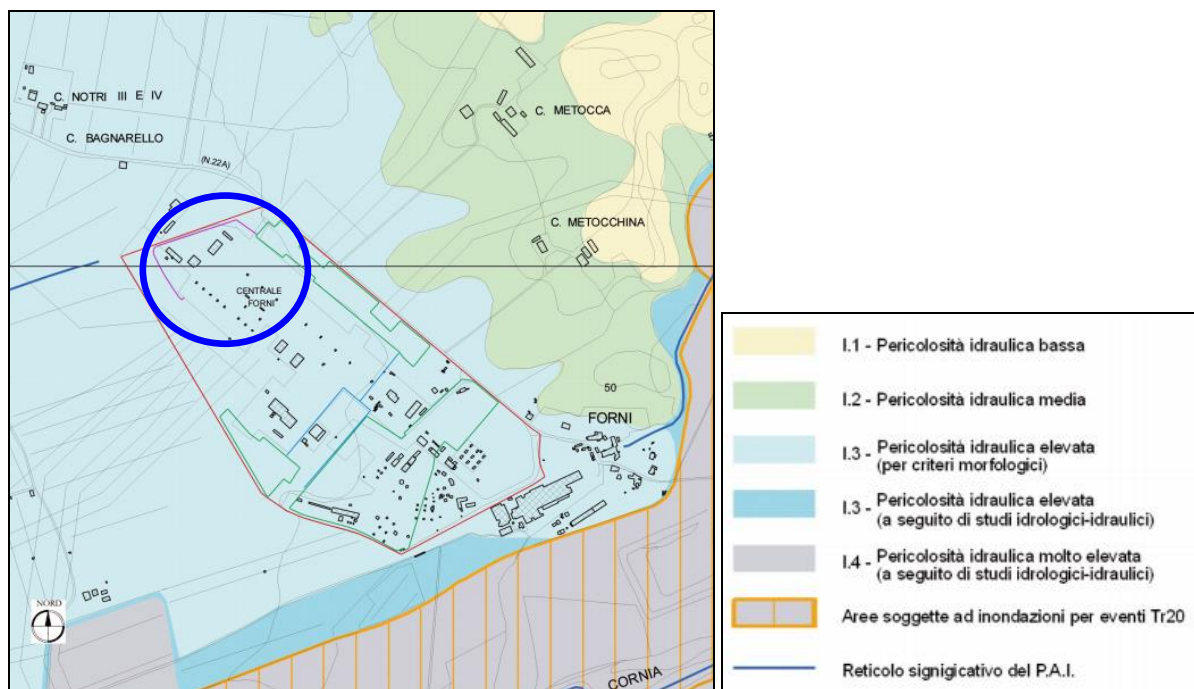 C. NOTRI III E IV
C. BAGNARELLO
(N.22A)
C. METOCCA
C. METOCCHINA
CENTRALE
FORNI
50
FORNI
NORD
CORNIA
I.1 - Pericolosità idraulica bassa
I.2 - Pericolosità idraulica media
I.3 - Pericolosità idraulica elevata
(per criteri morfologici)
I.3 - Pericolosità idraulica elevata
(a seguito di studi idrologici-idraulici)
I.4 - Pericolosità idraulica molto elevata
(a seguito di studi idrologici-idraulici)
Aree soggette ad inondazioni per eventi Tr20
Reticolo signigicativo del P.A.I.